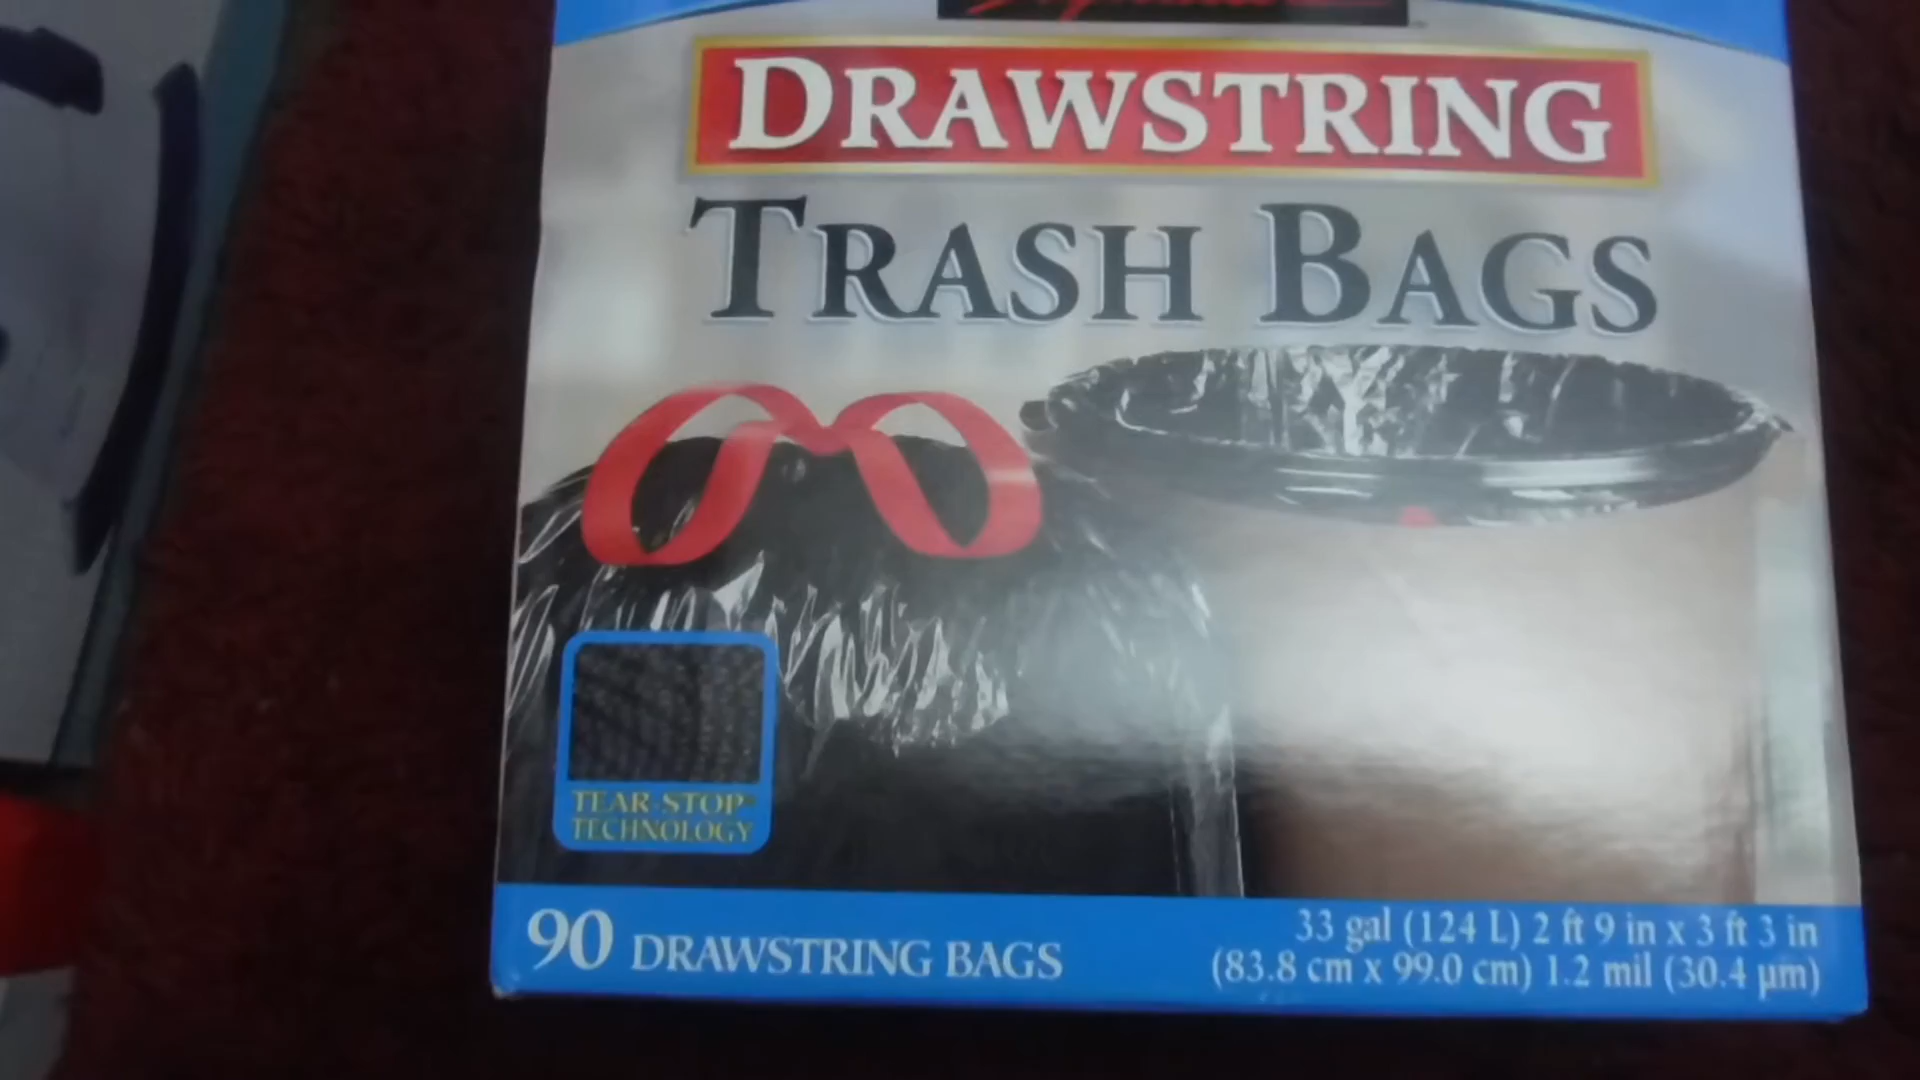 DRAWSTRING
TRASH BAGS
TEAR-STOP™
TECHNOLOGY
90 DRAWSTRING BAGS
33 gal (124 L) 2 ft 9 in x 3 ft 3 in
(83.8 cm x 99.0 cm) 1.2 mil (30.4 µm)